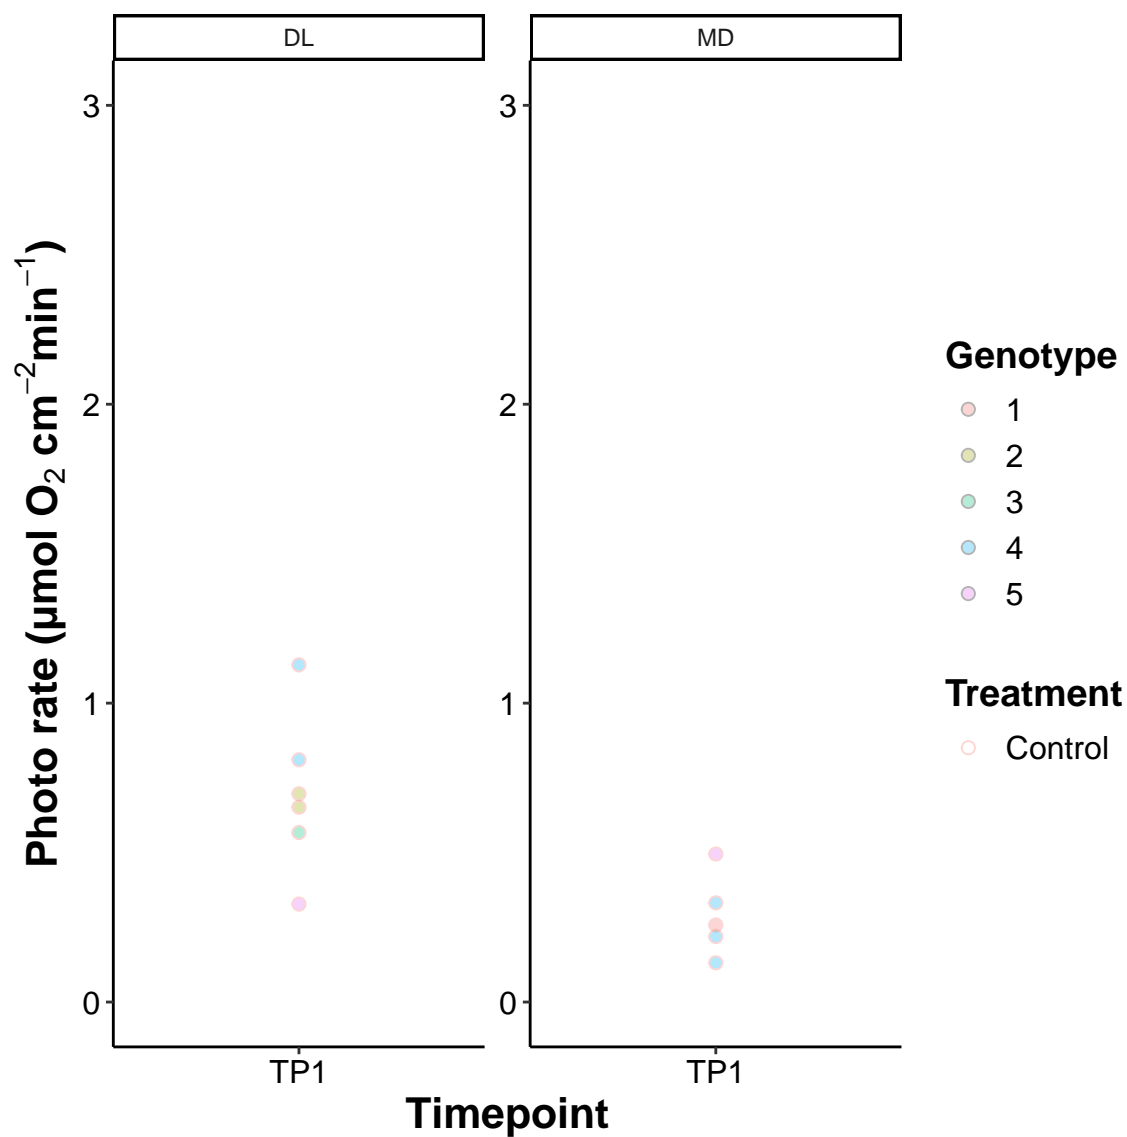 DL
MD
3
2
1
0
3
2
1
0
Photo rate (µmol O₂ cm⁻²min⁻¹)
TP1
TP1
Timepoint
Genotype
1
2
3
4
5
Treatment
Control